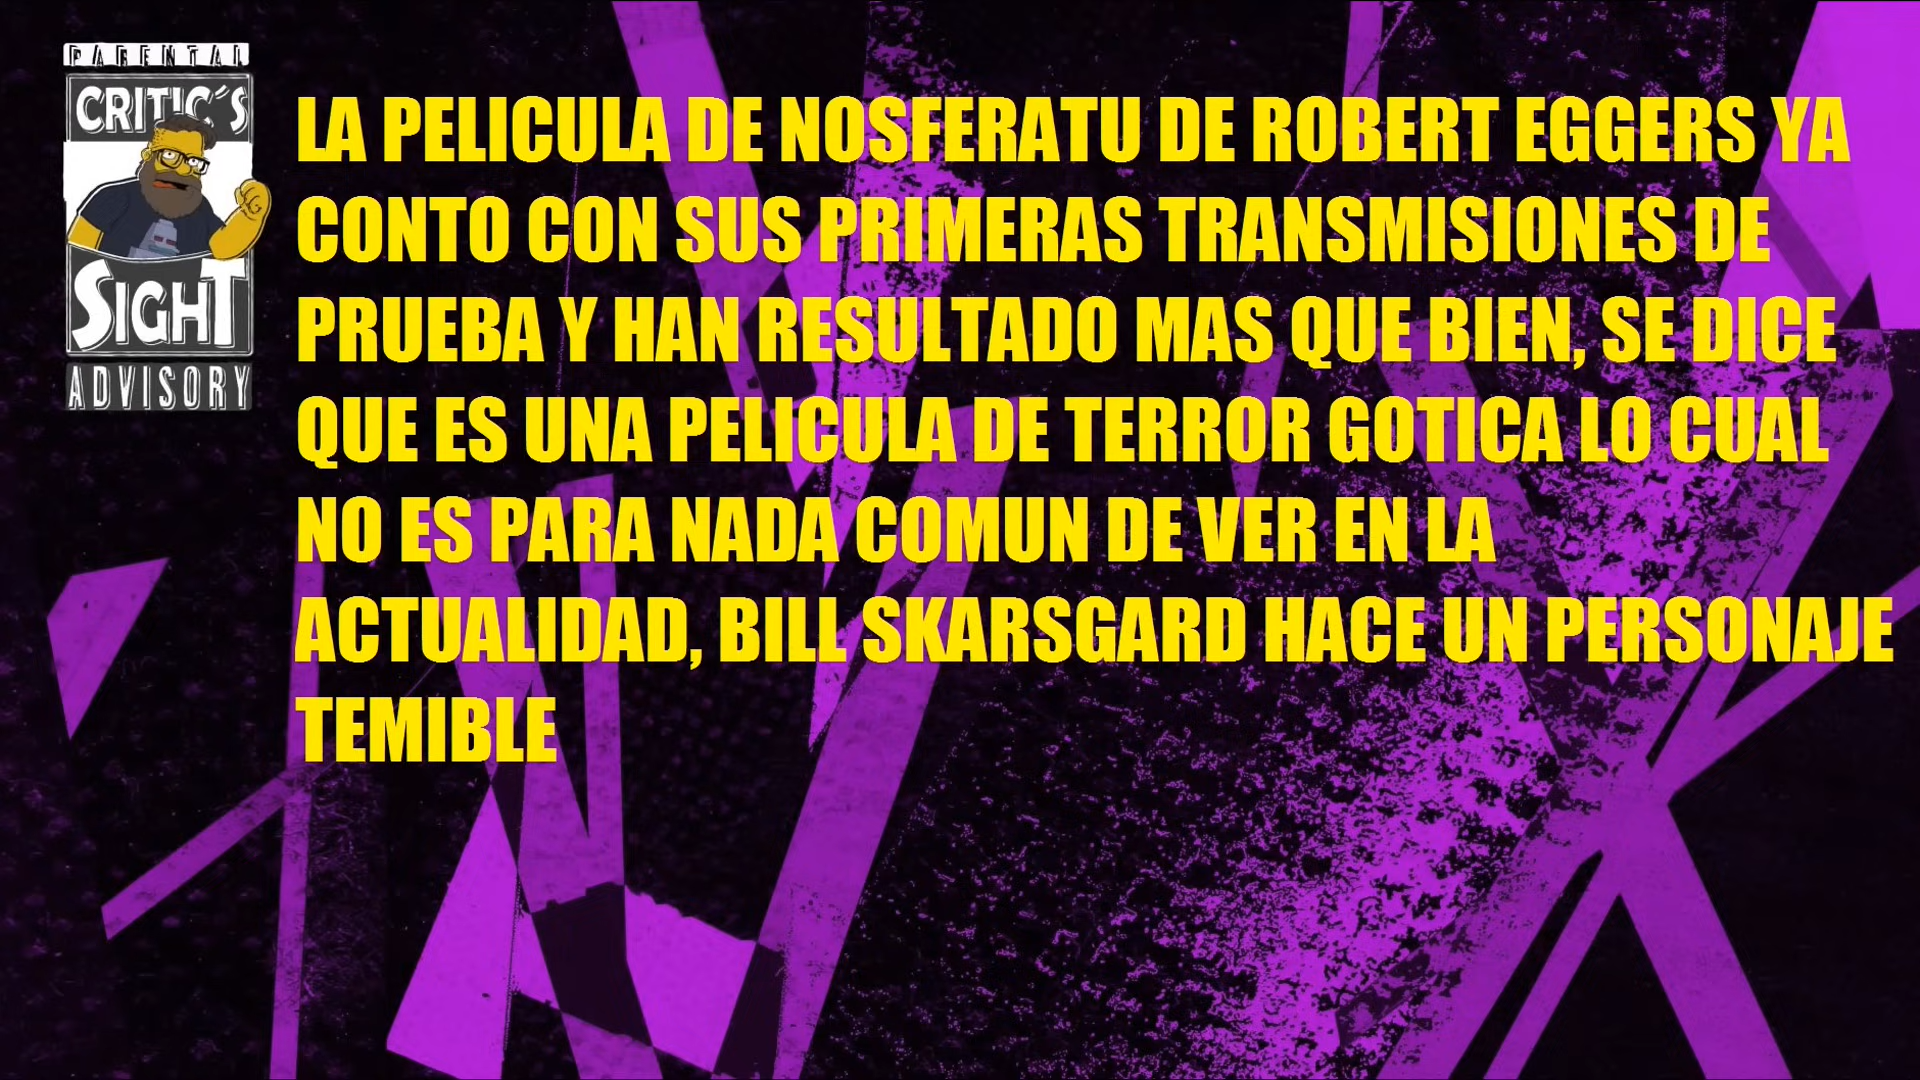 PARENTAL
CRITIC´S
SIGHT
ADVISORY
LA PELICULA DE NOSFERATU DE ROBERT EGGERS YA
CONTO CON SUS PRIMERAS TRANSMISIONES DE
PRUEBA Y HAN RESULTADO MAS QUE BIEN, SE DICE
QUE ES UNA PELICULA DE TERROR GOTICA LO CUAL
NO ES PARA NADA COMUN DE VER EN LA
ACTUALIDAD, BILL SKARSGARD HACE UN PERSONAJE
TEMIBLE